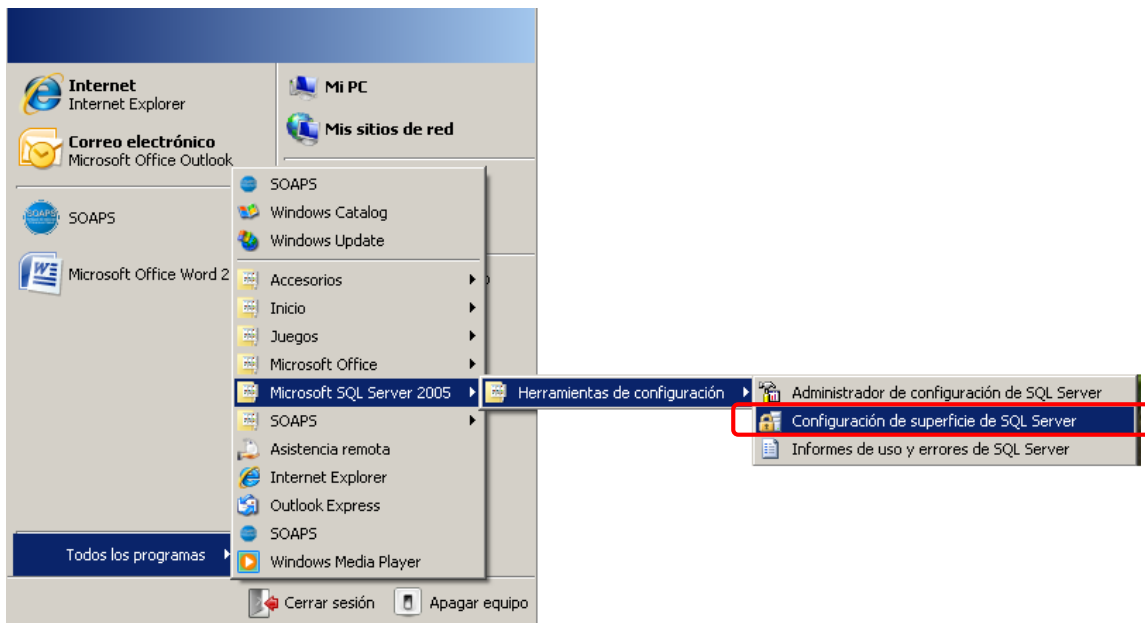 Internet
Internet Explorer
Correo electrónico
Microsoft Office Outlook
SOAPS
Microsoft Office Word 2
Mi PC
Mis sitios de red
SOAPS
Windows Catalog
Windows Update
Accesorios
Inicio
Juegos
Microsoft Office
Microsoft SQL Server 2005
SOAPS
Asistencia remota
Internet Explorer
Outlook Express
SOAPS
Windows Media Player
Herramientas de configuración
Administrador de configuración de SQL Server
Configuración de superficie de SQL Server
Informes de uso y errores de SQL Server
Todos los programas
Cerrar sesión
Apagar equipo